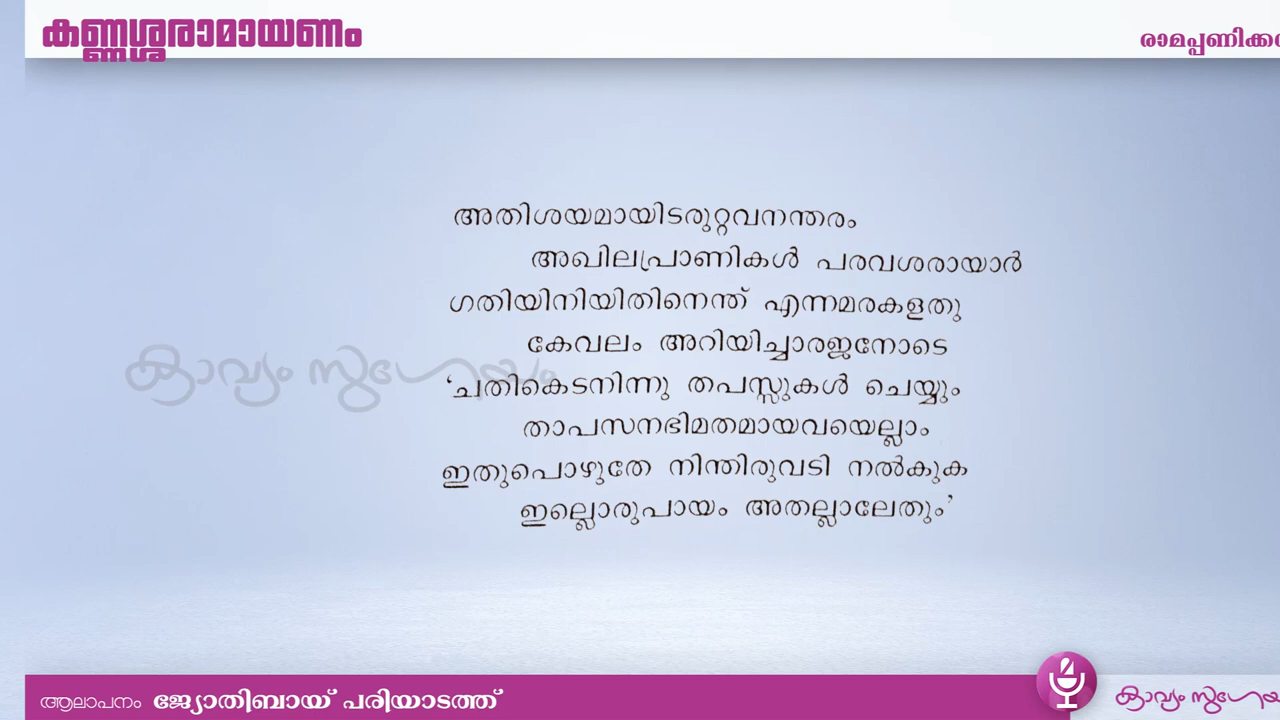 കണ്ണശ്ശരാമായണം
രാമപ്പണിക്കര
അതിശയമായിടരുറ്റവനന്തരം
അഖിലപ്രാണികൾ പരവശരായാർ
ഗതിയിനിയിതിനെന്ത് എന്നമരകളതു
കേവലം അറിയിച്ചാരജനോടെ
കാവ്യം സുഗേയം
‘ചതികെടനിന്നു തപസ്സുകൾ ചെയ്യും
താപസനഭിമതമായവയെല്ലാം
ഇതുപൊഴുതേ നിന്തിരുവടി നൽകുക
ഇല്ലൊരുപായം അതല്ലാലേതും’
ആലാപനം ജ്യോതിബായ് പരിയാടത്ത്
കാവ്യം സുഗേയ